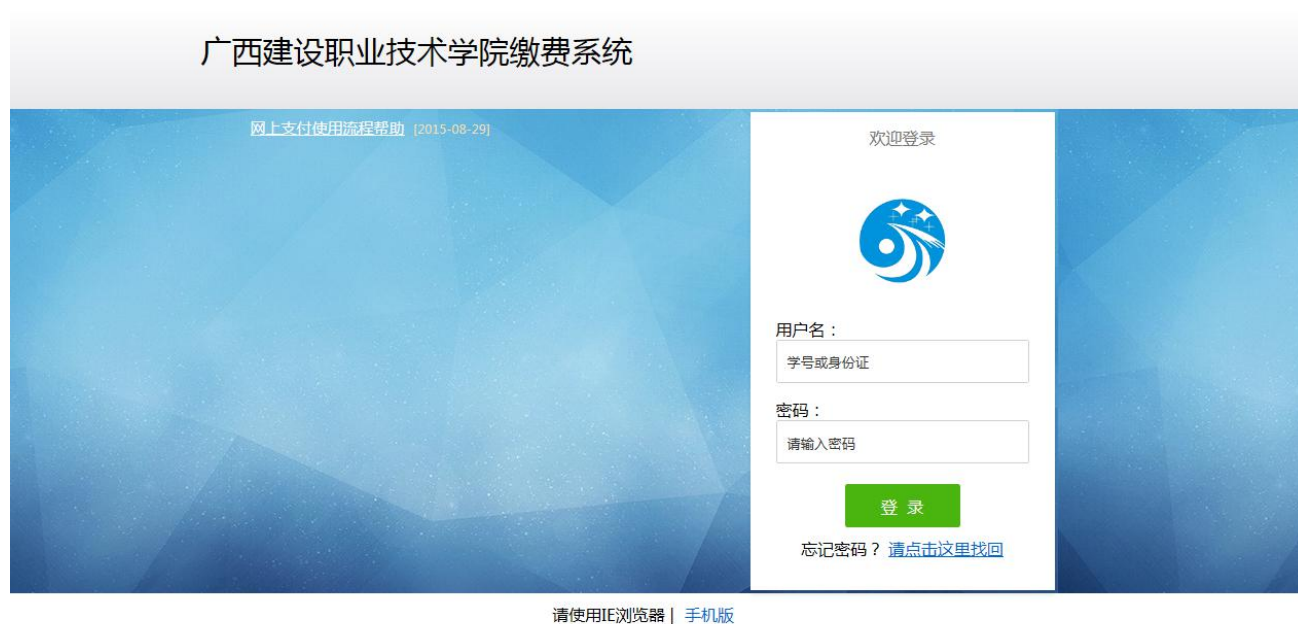 广西建设职业技术学院缴费系统
网上支付使用流程帮助 [2015-08-29]
欢迎登录
用户名：
学号或身份证
密码：
请输入密码
登 录
忘记密码？ 请点击这里找回
请使用IE浏览器 | 手机版